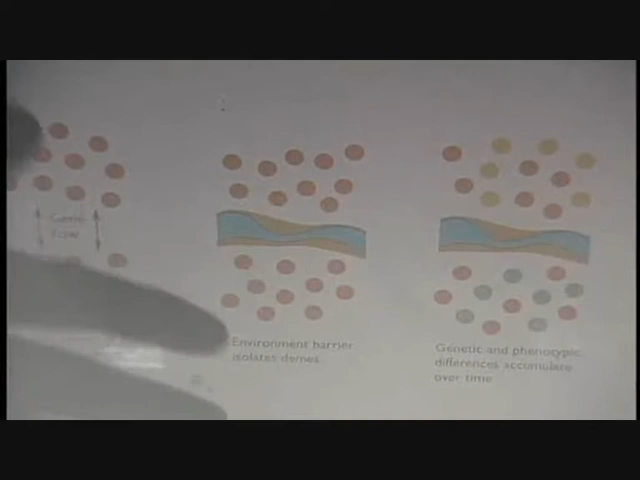 Gene
flow
Environment barrier
isolates demes
Genetic and phenotypic
differences accumulate
over time